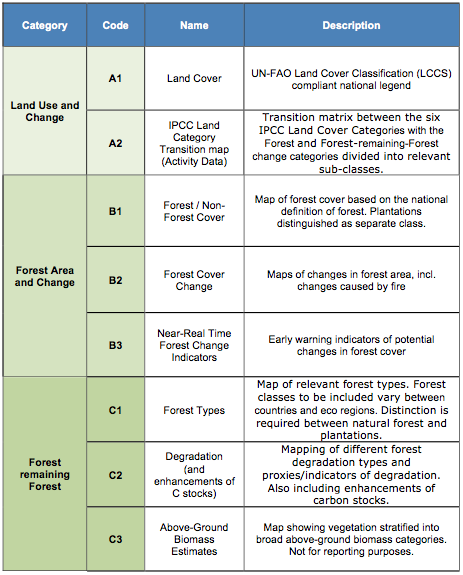 Category Code Name Description
Land Use and
Change
A1
Land Cover
UN-FAO Land Cover Classification (LCCS)
compliant national legend
A2
IPCC Land
Category
Transition map
(Activity Data)
Transition matrix between the six
IPCC Land Cover Categories with the
Forest and Forest-remaining-Forest
change categories divided into relevant
sub-classes.
Forest Area
and Change
B1
Forest / Non-
Forest Cover
Map of forest cover based on the national
definition of forest. Plantations
distinguished as separate class.
B2
Forest Cover
Change
Maps of changes in forest area, incl.
changes caused by fire
B3
Near-Real Time
Forest Change
Indicators
Early warning indicators of potential
changes in forest cover
Forest
remaining
Forest
C1
Forest Types
Map of relevant forest types. Forest
classes to be included vary between
countries and eco regions. Distinction is
required between natural forest and
plantations.
C2
Degradation
(and
enhancements of
C stocks)
Mapping of different forest
degradation types and
proxies/indicators of degradation.
Also including enhancements of
carbon stocks.
C3
Above-Ground
Biomass
Estimates
Map showing vegetation stratified into
broad above-ground biomass categories.
Not for reporting purposes.